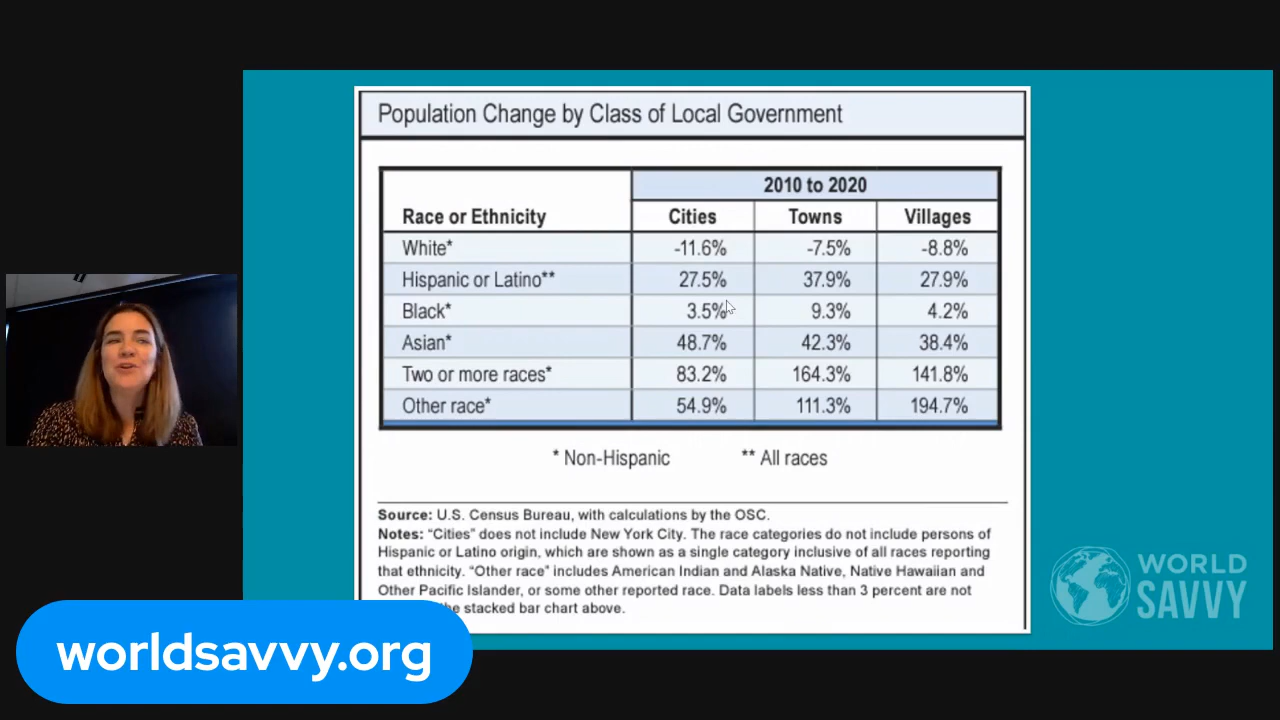 Population Change by Class of Local Government
2010 to 2020
Race or Ethnicity Cities Towns Villages
White* -11.6% -7.5% -8.8%
Hispanic or Latino** 27.5% 37.9% 27.9%
Black* 3.5% 9.3% 4.2%
Asian* 48.7% 42.3% 38.4%
Two or more races* 83.2% 164.3% 141.8%
Other race* 54.9% 111.3% 194.7%
* Non-Hispanic ** All races
Source: U.S. Census Bureau, with calculations by the OSC.
Notes: “Cities” does not include New York City. The race categories do not include persons of
Hispanic or Latino origin, which are shown as a single category inclusive of all races reporting
that ethnicity. “Other race” includes American Indian and Alaska Native, Native Hawaiian and
Other Pacific Islander, or some other reported race. Data labels less than 3 percent are not
the stacked bar chart above.
WORLD
SAVVY
worldsavvy.org